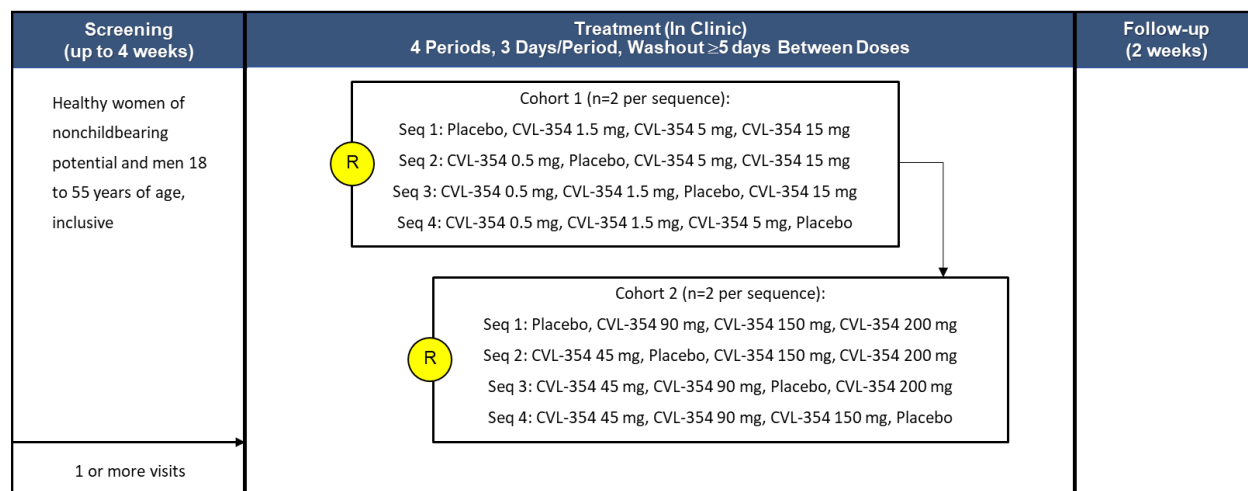 Screening
(up to 4 weeks)
Treatment (In Clinic)
4 Periods, 3 Days/Period, Washout ≥5 days Between Doses
Follow-up
(2 weeks)
Healthy women of
nonchildbearing
potential and men 18
to 55 years of age,
inclusive
1 or more visits
R
Cohort 1 (n=2 per sequence):
Seq 1: Placebo, CVL-354 1.5 mg, CVL-354 5 mg, CVL-354 15 mg
Seq 2: CVL-354 0.5 mg, Placebo, CVL-354 5 mg, CVL-354 15 mg
Seq 3: CVL-354 0.5 mg, CVL-354 1.5 mg, Placebo, CVL-354 15 mg
Seq 4: CVL-354 0.5 mg, CVL-354 1.5 mg, CVL-354 5 mg, Placebo
R
Cohort 2 (n=2 per sequence):
Seq 1: Placebo, CVL-354 90 mg, CVL-354 150 mg, CVL-354 200 mg
Seq 2: CVL-354 45 mg, Placebo, CVL-354 150 mg, CVL-354 200 mg
Seq 3: CVL-354 45 mg, CVL-354 90 mg, Placebo, CVL-354 200 mg
Seq 4: CVL-354 45 mg, CVL-354 90 mg, CVL-354 150 mg, Placebo